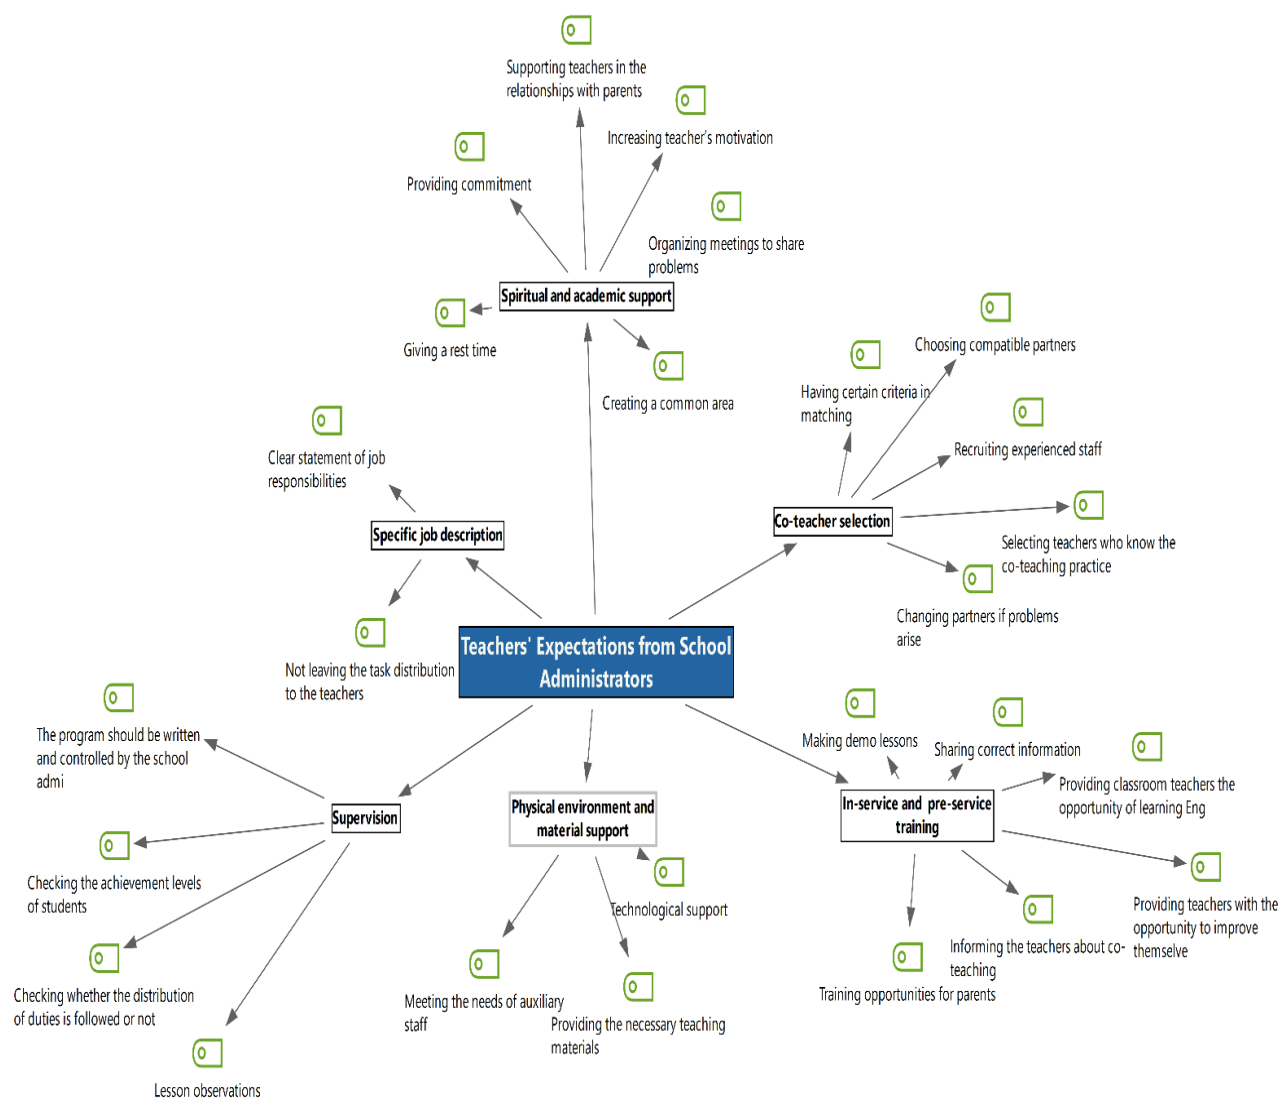 Supporting teachers in the
relationships with parents
Increasing teacher's motivation
Providing commitment
Organizing meetings to share
problems
Spiritual and academic support
Giving a rest time
Creating a common area
Choosing compatible partners
Having certain criteria in
matching
Recruiting experienced staff
Co-teacher selection
Selecting teachers who know the
co-teaching practice
Changing partners if problems
arise
Clear statement of job
responsibilities
Specific job description
Not leaving the task distribution
to the teachers
Teachers' Expectations from School
Administrators
The program should be written
and controlled by the school
admi
Supervision
Checking the achievement levels
of students
Checking whether the distribution
of duties is followed or not
Lesson observations
Physical environment and
material support
Technological support
Meeting the needs of auxiliary
staff
Providing the necessary teaching
materials
Making demo lessons
Sharing correct information
Providing classroom teachers the
opportunity of learning Eng
In-service and pre-service
training
Providing teachers with the
opportunity to improve
themselve
Informing the teachers about co-
teaching
Training opportunities for parents